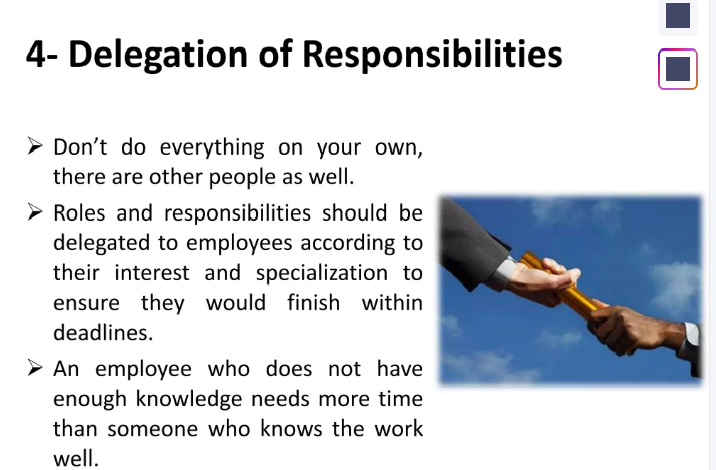 4- Delegation of Responsibilities
➢ Don’t do everything on your own,
there are other people as well.
➢ Roles and responsibilities should be
delegated to employees according to
their interest and specialization to
ensure they would finish within
deadlines.
➢ An employee who does not have
enough knowledge needs more time
than someone who knows the work
well.